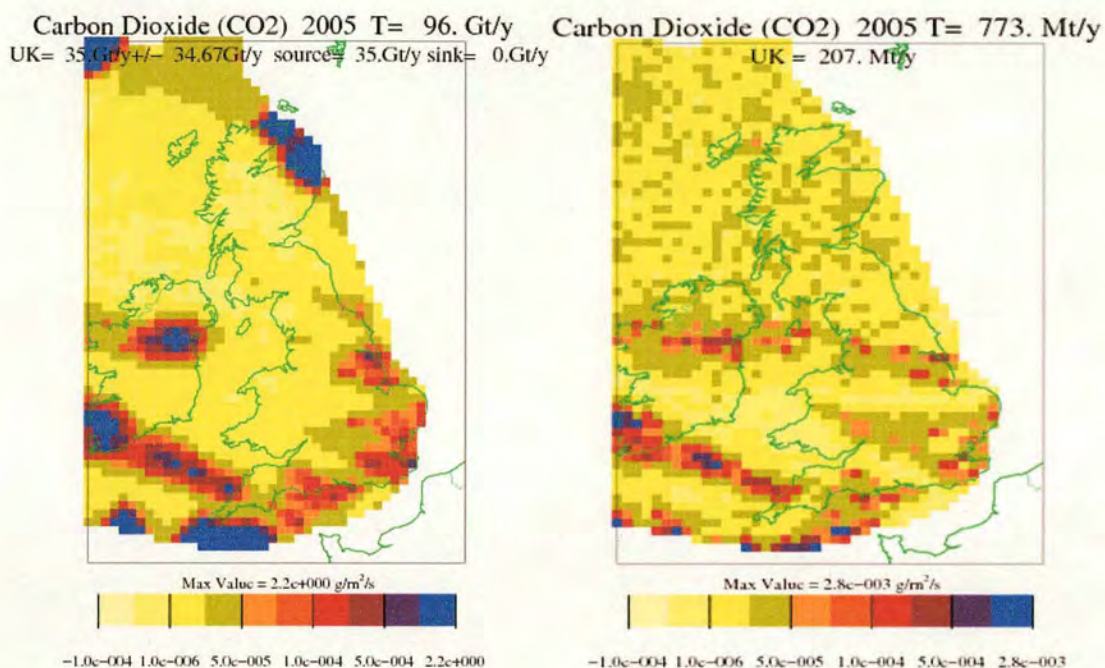 Carbon Dioxide (CO2) 2005 T= 96. Gt/y
UK= 35.Gt/y+/- 34.67Gt/y source= 35.Gt/y sink= 0.Gt/y
Max Value = 2.2e+000 g/m²/s
-1.0e-004 1.0e-006 5.0e-005 1.0e-004 5.0e-004 2.2e+000
Carbon Dioxide (CO2) 2005 T= 773. Mt/y
UK = 207. Mt/y
Max Value = 2.8e-003 g/m²/s
-1.0e-004 1.0e-006 5.0e-005 1.0e-004 5.0e-004 2.8e-003